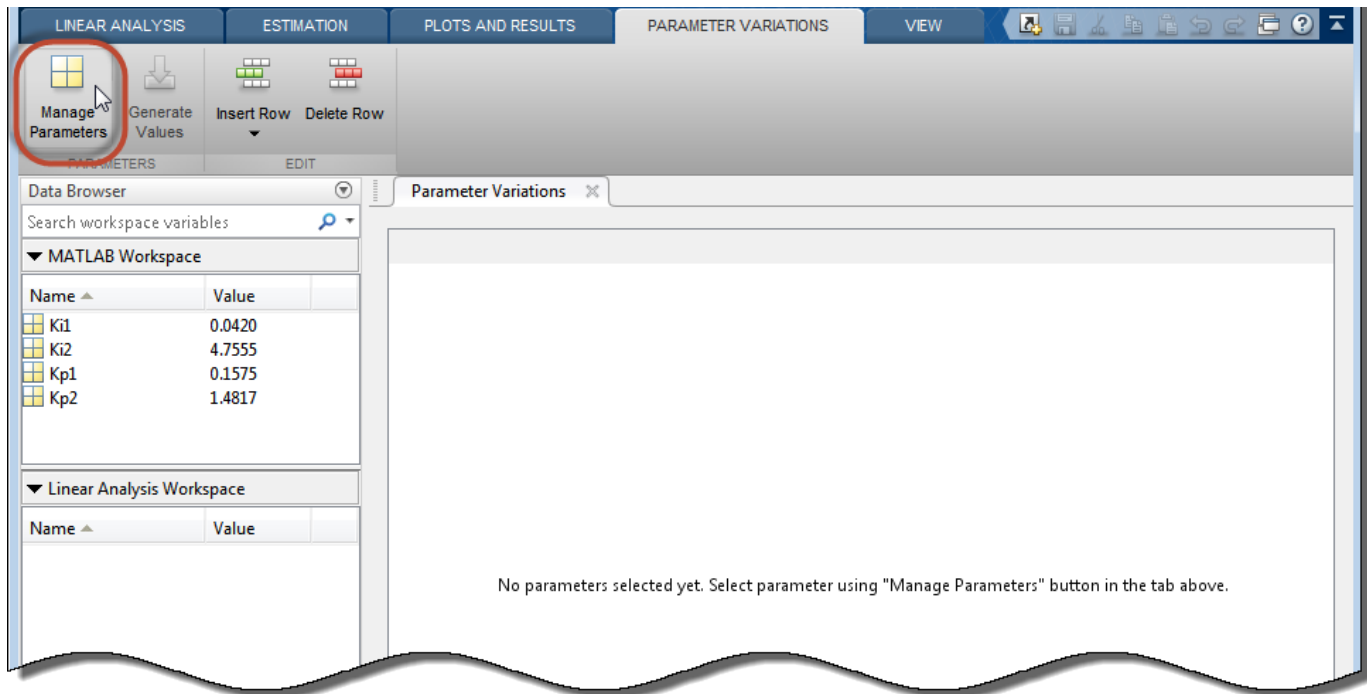 LINEAR ANALYSIS ESTIMATION PLOTS AND RESULTS PARAMETER VARIATIONS VIEW
Manage Parameters Generate Values Insert Row Delete Row
PARAMETERS EDIT
Data Browser
Parameter Variations
Search workspace variables
MATLAB Workspace
Name Value
Ki1 0.0420
Ki2 4.7555
Kp1 0.1575
Kp2 1.4817
Linear Analysis Workspace
Name Value
No parameters selected yet. Select parameter using "Manage Parameters" button in the tab above.